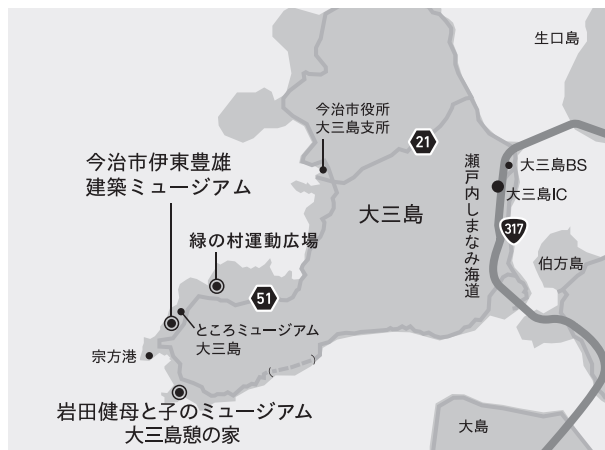 生口島
今治市役所
大三島支所
21
今治市伊東豊雄
建築ミュージアム
大三島BS
大三島IC
瀬戸内しまなみ海道
大三島
317
緑の村運動広場
伯方島
51
ところミュージアム
大三島
宗方港
岩田健母と子のミュージアム
大三島憩の家
大島